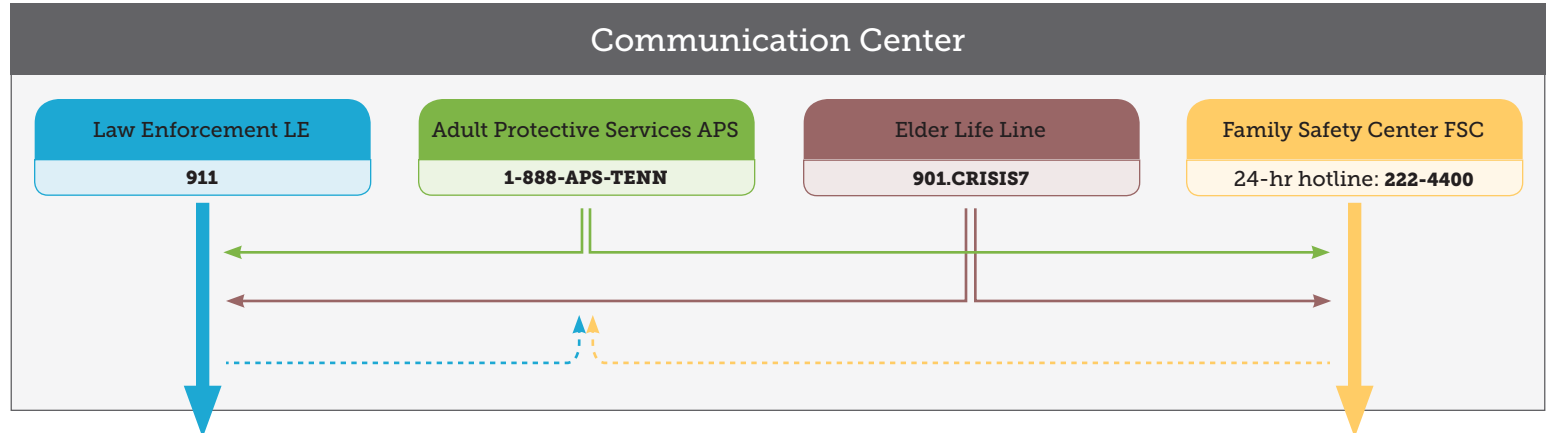 Communication Center
Law Enforcement LE
911
Adult Protective Services APS
1-888-APS-TENN
Elder Life Line
901.CRISIS7
Family Safety Center FSC
24-hr hotline: 222-4400